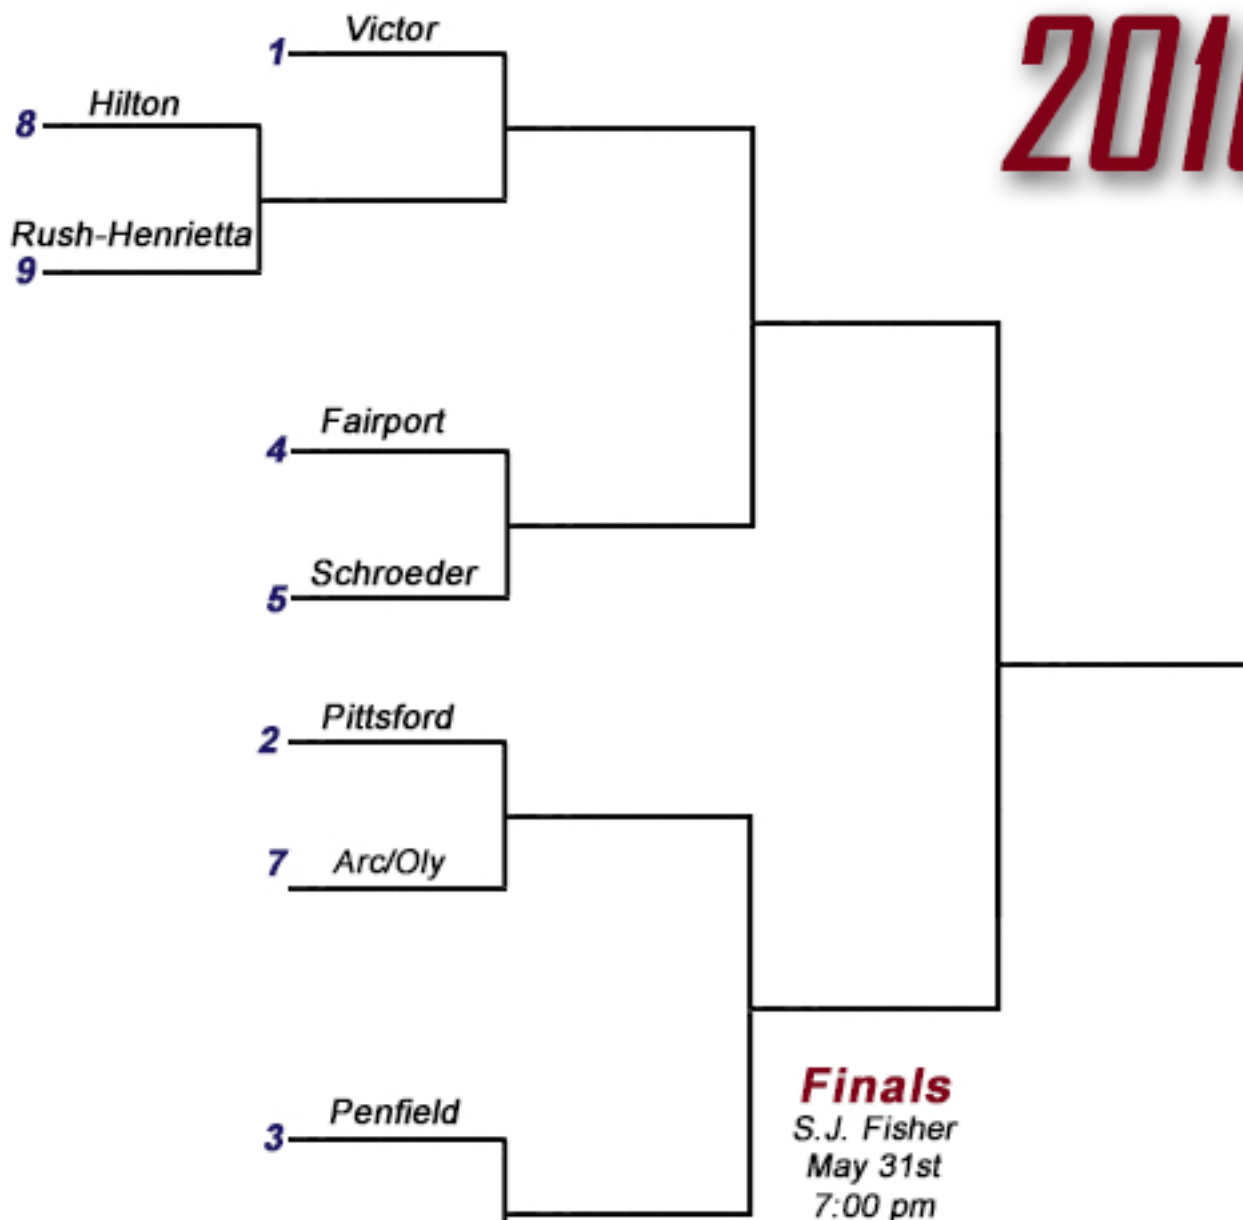 1 Victor
8 Hilton
Rush-Henrietta
9
4 Fairport
5 Schroeder
2 Pittsford
7 Arc/Oly
3 Penfield
Finals
S.J. Fisher
May 31st
7:00 pm